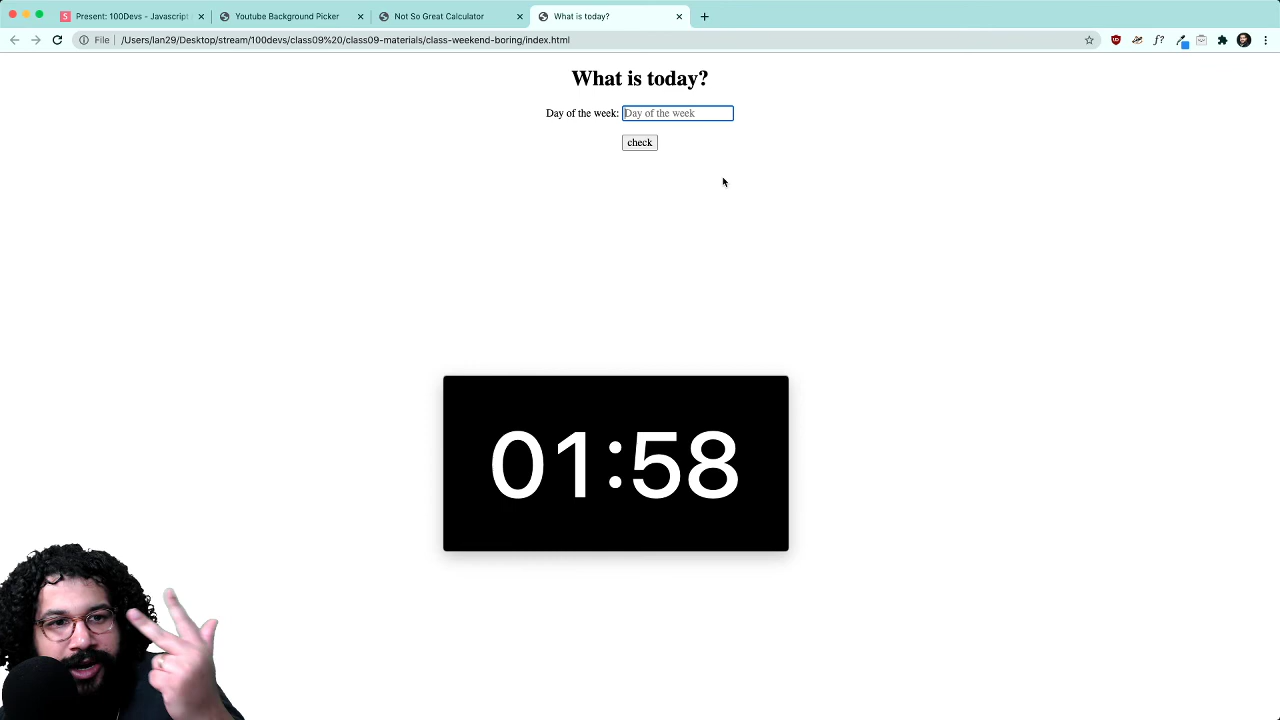 Present: 100Devs - Javascript
Youtube Background Picker
Not So Great Calculator
What is today?
File
/Users/lan29/Desktop/stream/100devs/class09%20/class09-materials/class-weekend-boring/index.html
f?
What is today?
Day of the week: Day of the week
check
01:58